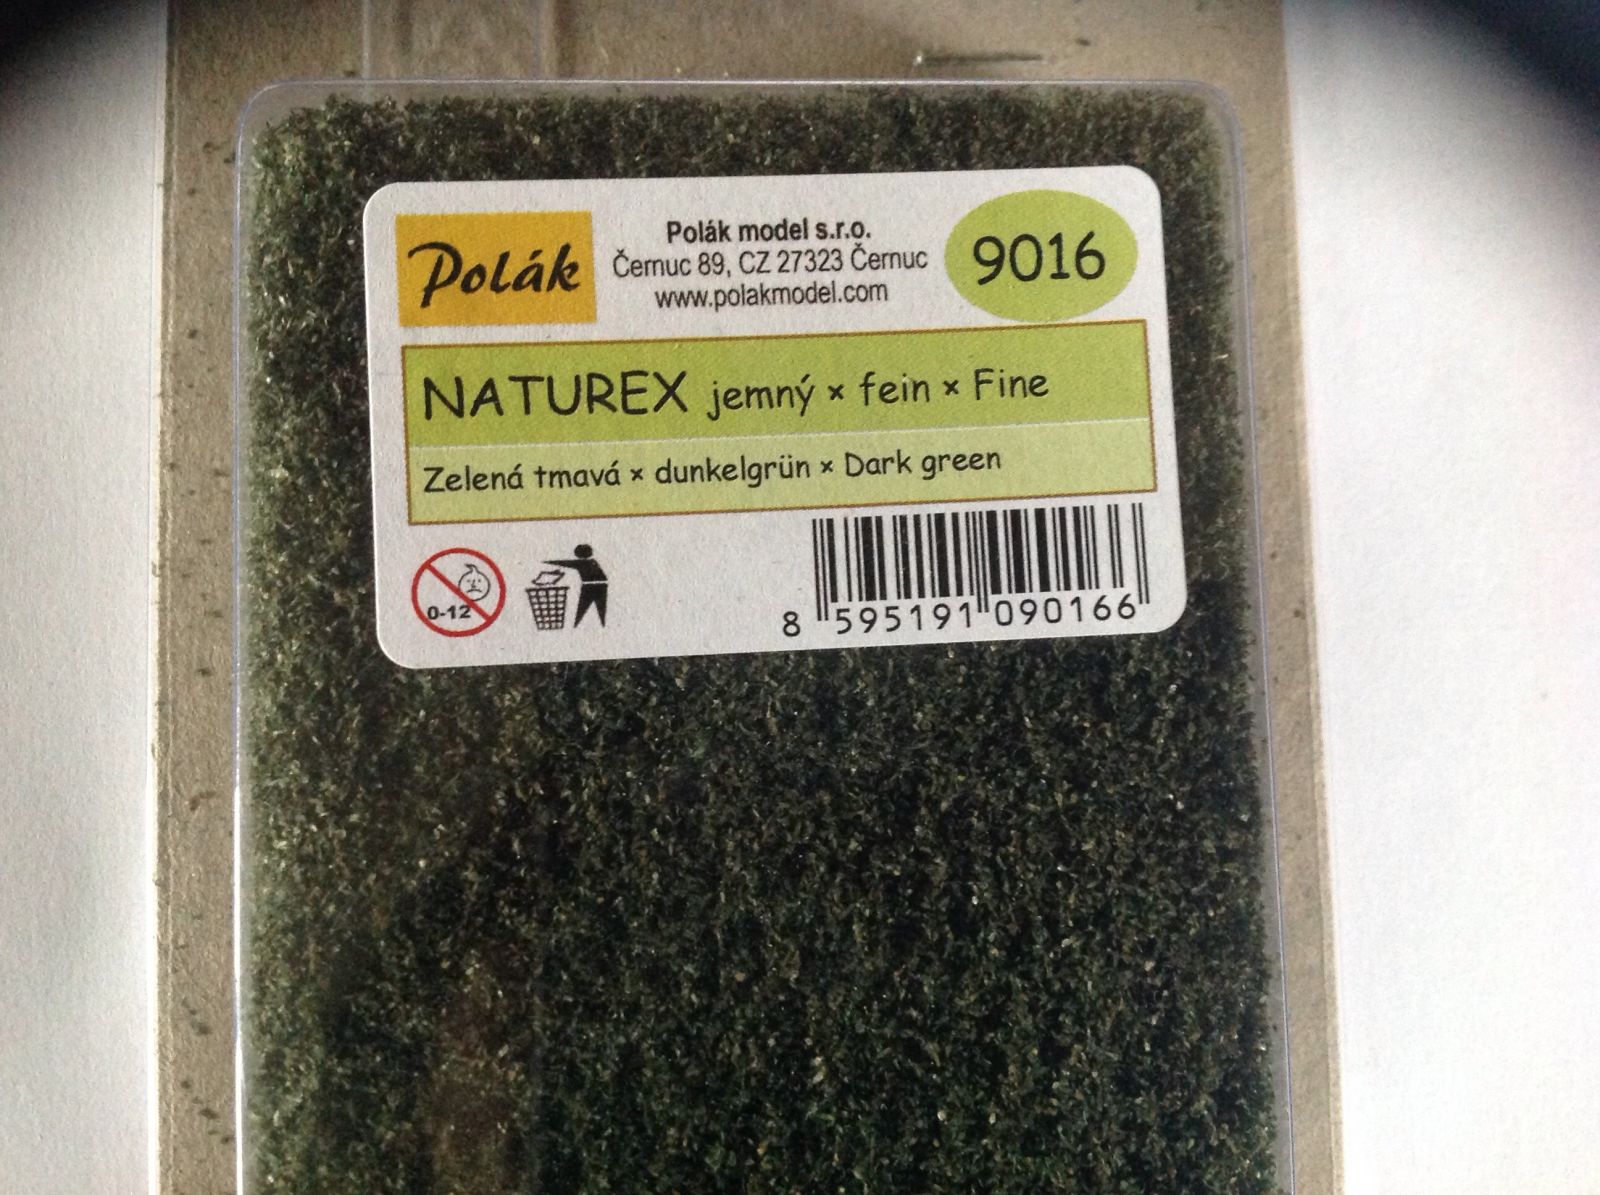 Polák
Polák model s.r.o.
Černuc 89, CZ 27323 Černuc
www.polakmodel.com
9016
NATUREX jemný × fein × Fine
Zelená tmavá × dunkelgrün × Dark green
0-12
8 595191 090166